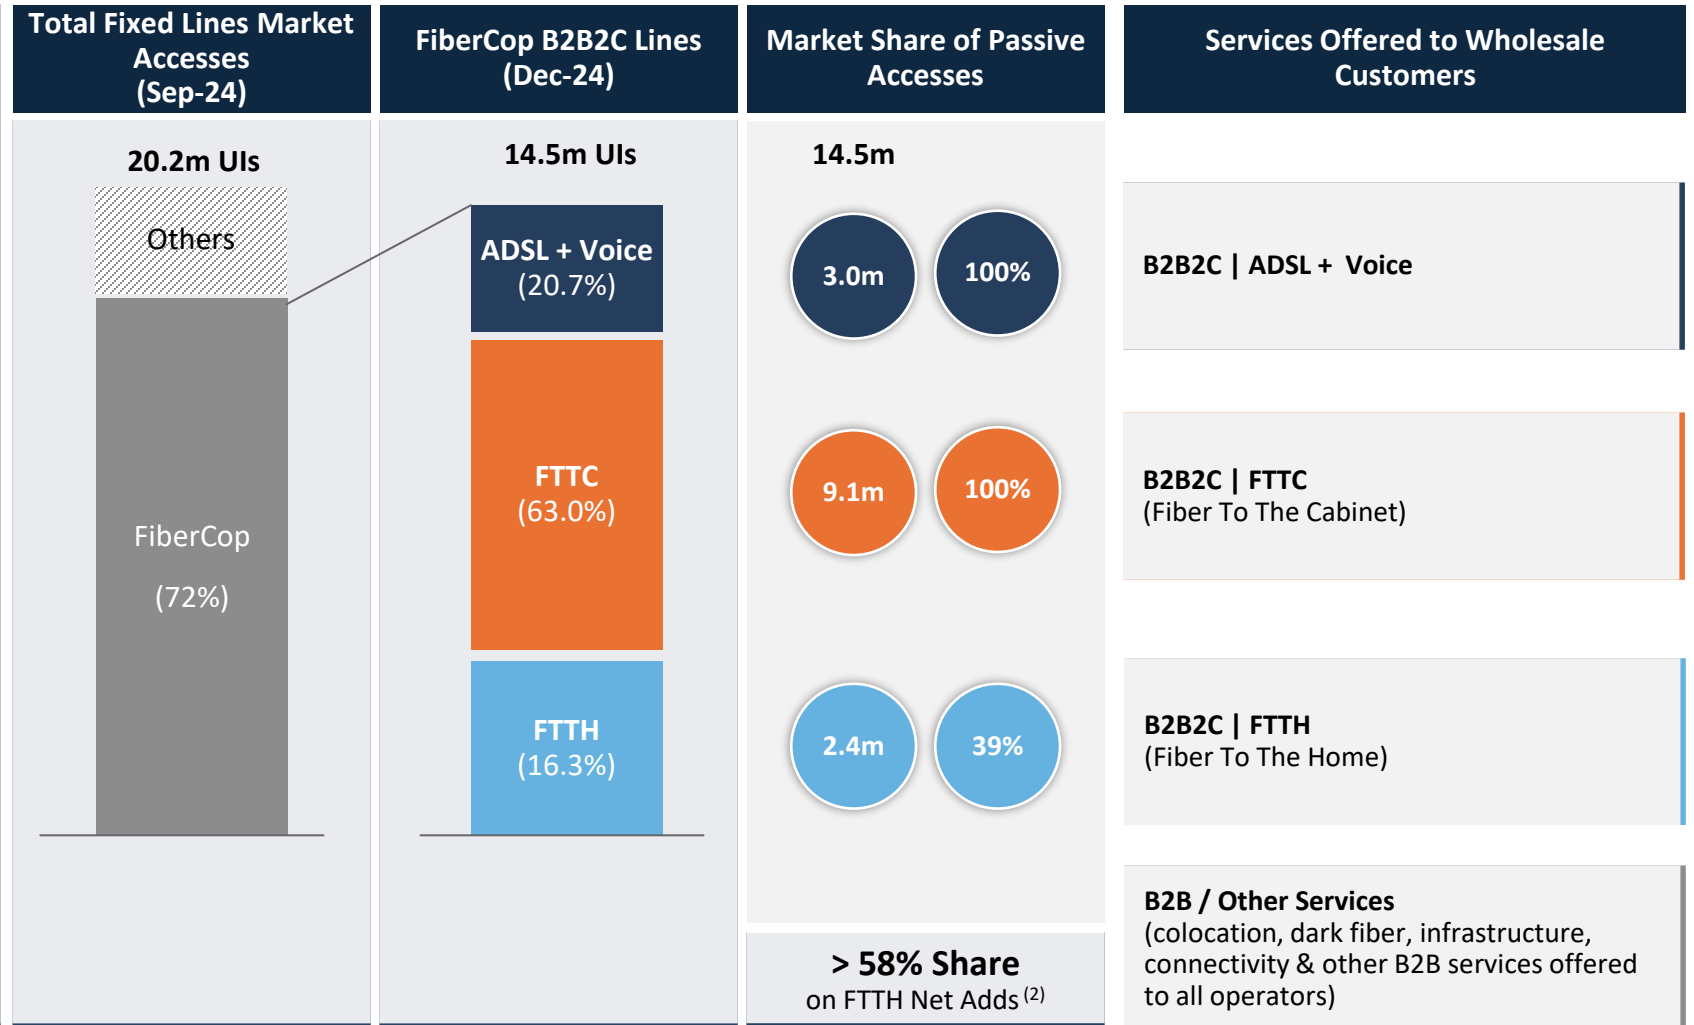 Total Fixed Lines Market
Accesses
(Sep-24)
FiberCop B2B2C Lines
(Dec-24)
Market Share of Passive
Accesses
Services Offered to Wholesale
Customers
20.2m UIs
Others
FiberCop
(72%)
14.5m UIs
ADSL + Voice
(20.7%)
FTTC
(63.0%)
FTTH
(16.3%)
14.5m
3.0m
100%
9.1m
100%
2.4m
39%
> 58% Share
on FTTH Net Adds (2)
B2B2C | ADSL + Voice
B2B2C | FTTC
(Fiber To The Cabinet)
B2B2C | FTTH
(Fiber To The Home)
B2B / Other Services
(colocation, dark fiber, infrastructure,
connectivity & other B2B services offered
to all operators)